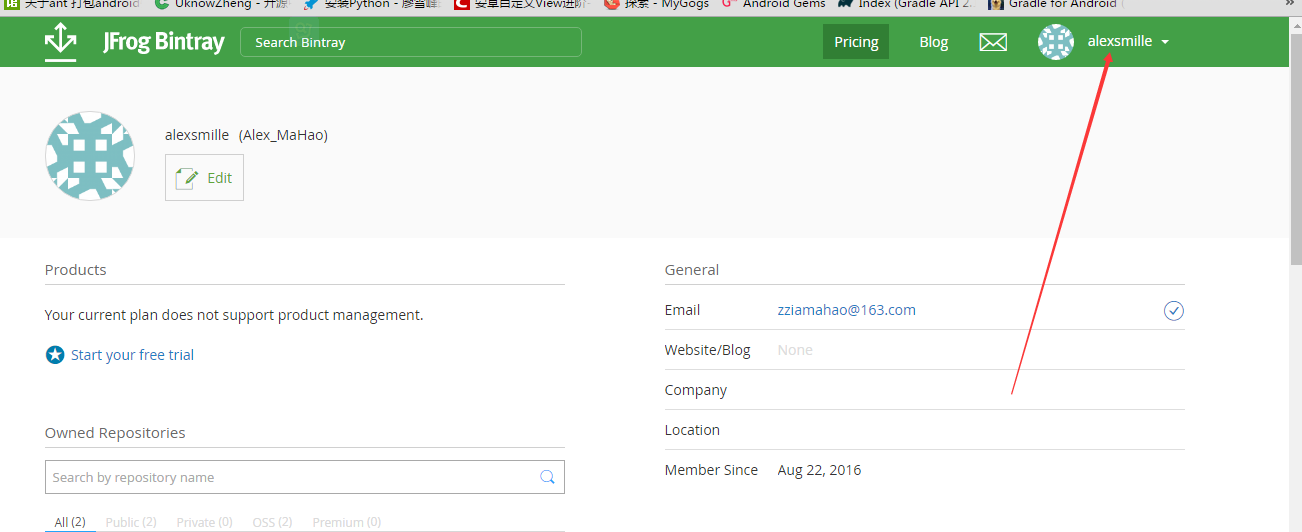 关于ant 打包android
UknowZheng - 开源
安装Python - 廖雪峰
安卓自定义View进阶-
探索 - MyGogs
Android Gems
Index (Gradle API 2.
Gradle for Android (
»
JFrog Bintray
Search Bintray
Pricing
Blog
alexsmille
alexsmille (Alex_MaHao)
Edit
Products
Your current plan does not support product management.
Start your free trial
Owned Repositories
Search by repository name
All (2) Public (2) Private (0) OSS (2) Premium (0)
General
Email zziamahao@163.com
Website/Blog None
Company
Location
Member Since Aug 22, 2016